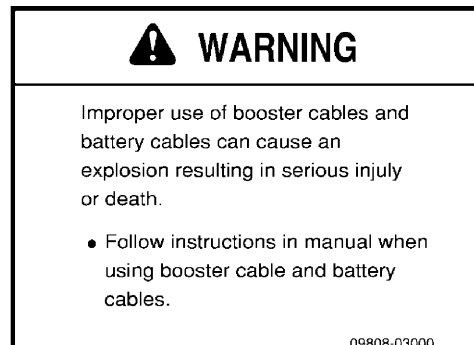 WARNING
Improper use of booster cables and
battery cables can cause an
explosion resulting in serious injuly
or death.
• Follow instructions in manual when
using booster cable and battery
cables.
09808-03000